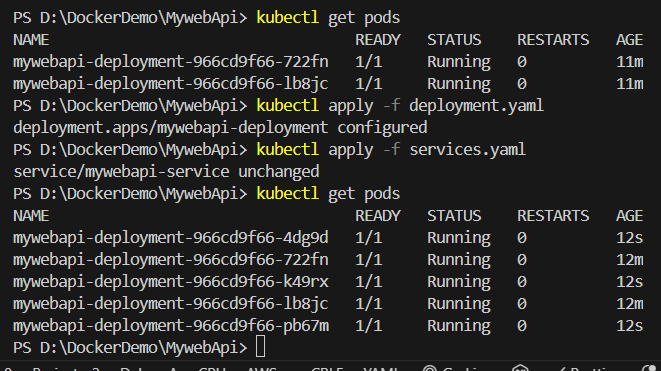 PS D:\DockerDemo\MywebApi> kubectl get pods
NAME READY STATUS RESTARTS AGE
mywebapi-deployment-966cd9f66-722fn 1/1 Running 0 11m
mywebapi-deployment-966cd9f66-lb8jc 1/1 Running 0 11m
PS D:\DockerDemo\MywebApi> kubectl apply -f deployment.yaml
deployment.apps/mywebapi-deployment configured
PS D:\DockerDemo\MywebApi> kubectl apply -f services.yaml
service/mywebapi-service unchanged
PS D:\DockerDemo\MywebApi> kubectl get pods
NAME READY STATUS RESTARTS AGE
mywebapi-deployment-966cd9f66-4dg9d 1/1 Running 0 12s
mywebapi-deployment-966cd9f66-722fn 1/1 Running 0 12m
mywebapi-deployment-966cd9f66-k49rx 1/1 Running 0 12s
mywebapi-deployment-966cd9f66-lb8jc 1/1 Running 0 12m
mywebapi-deployment-966cd9f66-pb67m 1/1 Running 0 12s
PS D:\DockerDemo\MywebApi>